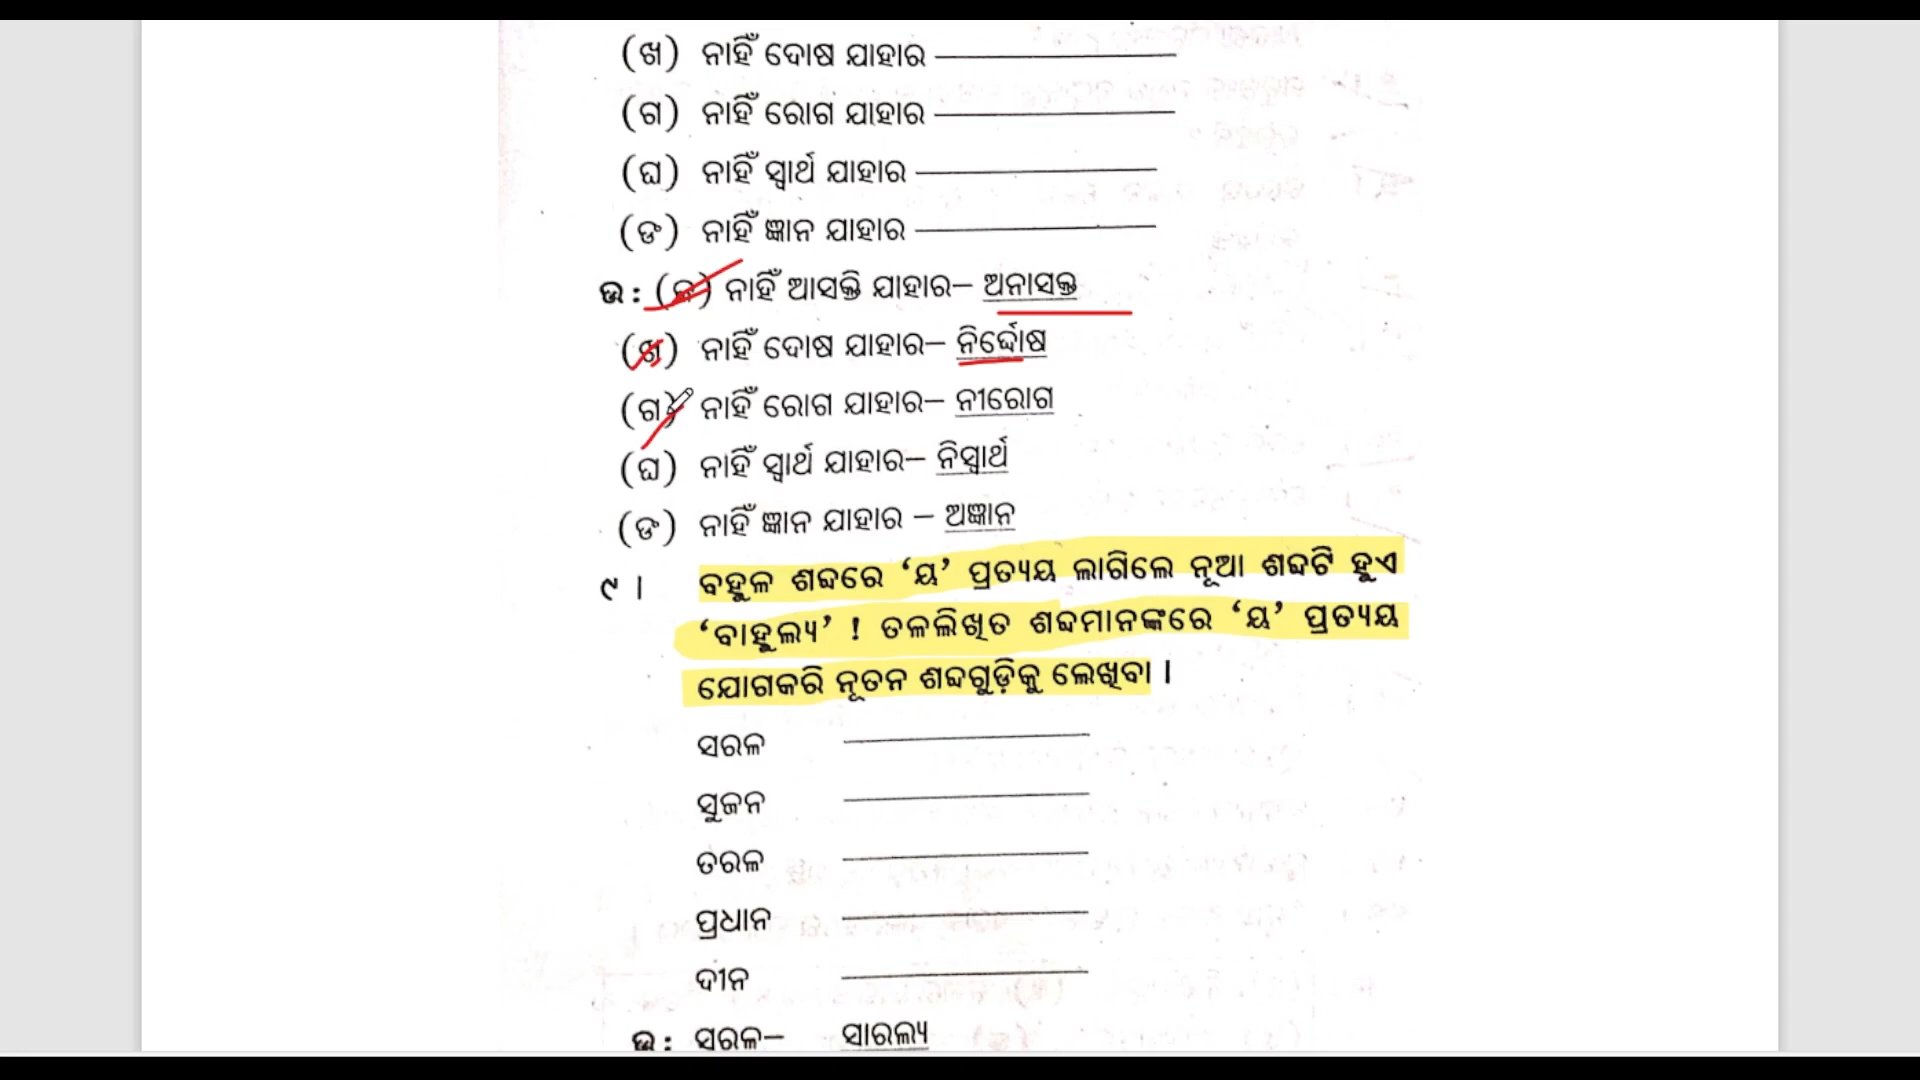 (ଖ) ନାହିଁ ଦୋଷ ଯାହାର
(ଗ) ନାହିଁ ରୋଗ ଯାହାର
(ଘ) ନାହିଁ ସ୍ୱାର୍ଥ ଯାହାର
(ଙ) ନାହିଁ ଜ୍ଞାନ ଯାହାର
ଉ : (କ) ନାହିଁ ଆସକ୍ତି ଯାହାର– ଅନାସକ୍ତ
(ଖ) ନାହିଁ ଦୋଷ ଯାହାର– ନିର୍ଦ୍ଦୋଷ
(ଗ) ନାହିଁ ରୋଗ ଯାହାର– ନୀରୋଗ
(ଘ) ନାହିଁ ସ୍ୱାର୍ଥ ଯାହାର– ନିସ୍ୱାର୍ଥ
(ଙ) ନାହିଁ ଜ୍ଞାନ ଯାହାର – ଅଜ୍ଞାନ
୯ । ବହୁଳ ଶବ୍ଦରେ ‘ୟ’ ପ୍ରତ୍ୟୟ ଲାଗିଲେ ନୂଆ ଶବ୍ଦଟି ହୁଏ
‘ବାହୁଲ୍ୟ’ ! ତଳଲିଖିତ ଶବ୍ଦମାନଙ୍କରେ ‘ୟ’ ପ୍ରତ୍ୟୟ
ଯୋଗକରି ନୂତନ ଶବ୍ଦଗୁଡ଼ିକୁ ଲେଖିବା ।
ସରଳ
ସୁଜନ
ତରଳ
ପ୍ରଧାନ
ଦୀନ
ଉ : ସରଳ– ସାରଲ୍ୟ